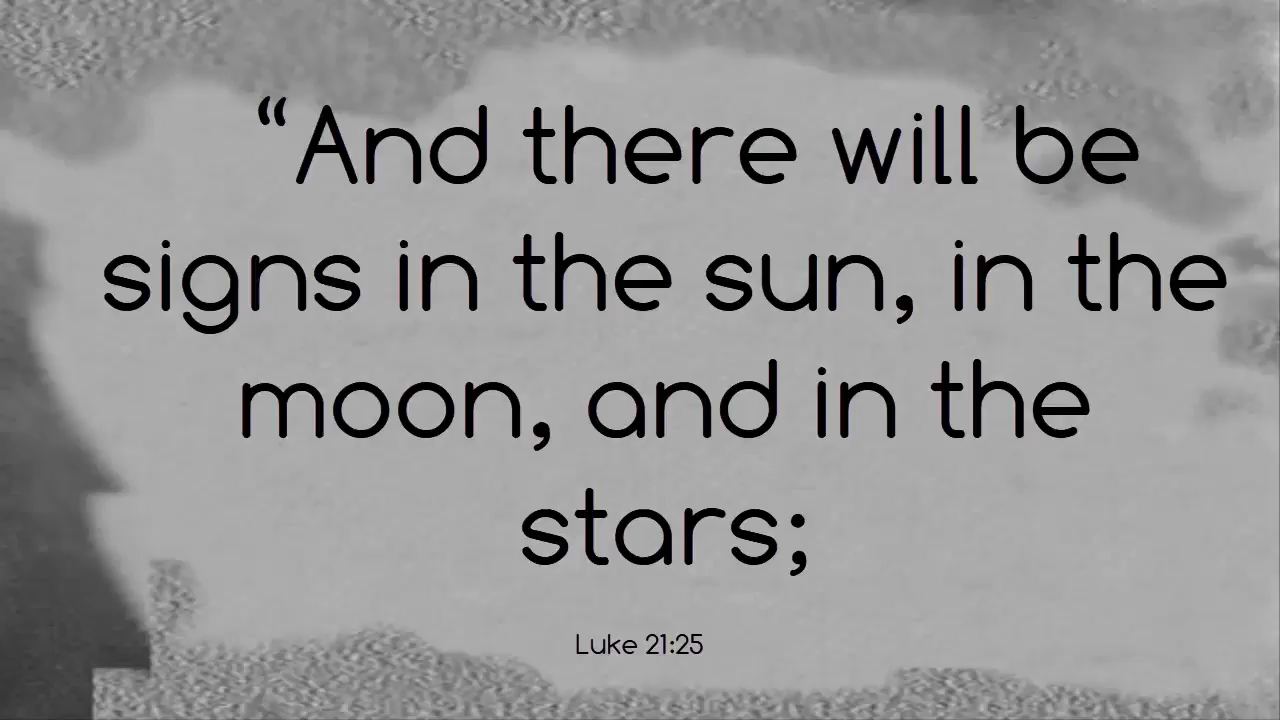 “And there will be
signs in the sun, in the
moon, and in the
stars;
Luke 21:25